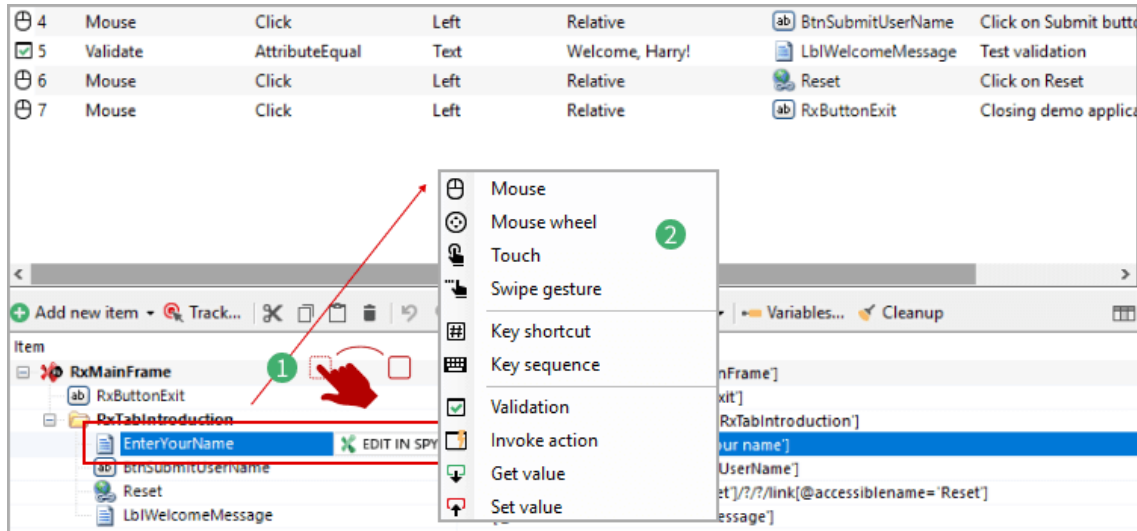 4 Mouse Click Left Relative BtnSubmitUserName Click on Submit butto
5 Validate AttributeEqual Text Welcome, Harry! LblWelcomeMessage Test validation
6 Mouse Click Left Relative Reset Click on Reset
7 Mouse Click Left Relative RxButtonExit Closing demo applica
Mouse
Mouse wheel
2
Touch
Swipe gesture
Key shortcut
Key sequence
Validation
Invoke action
Get value
Set value
Add new item Track... Variables... Cleanup
Item
1
RxMainFrame nFrame']
RxButtonExit xit']
RxTabIntroduction RxTabIntroduction']
EnterYourName EDIT IN SPY ur name']
BtnSubmitUserName UserName']
Reset et']/?/?/link[@accessiblename='Reset']
LblWelcomeMessage essage']